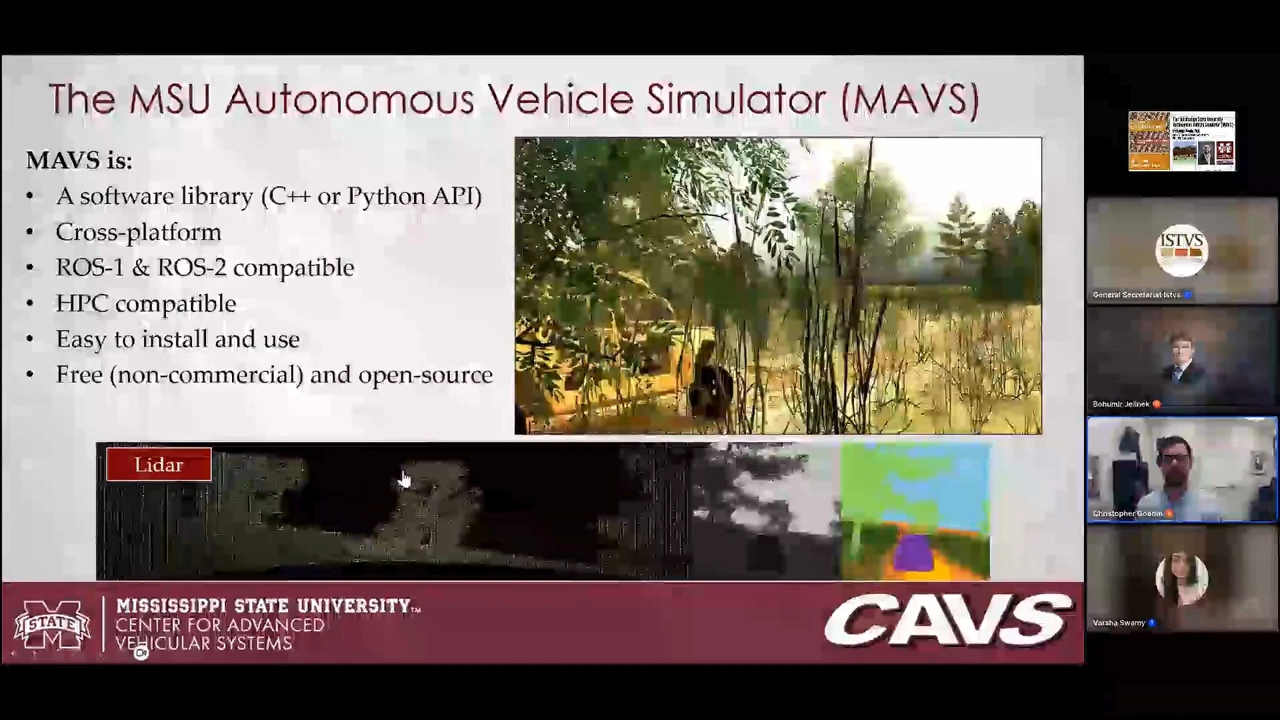 The MSU Autonomous Vehicle Simulator (MAVS)
MAVS is:
• A software library (C++ or Python API)
• Cross-platform
• ROS-1 & ROS-2 compatible
• HPC compatible
• Easy to install and use
• Free (non-commercial) and open-source
Lidar
STATE
MISSISSIPPI STATE UNIVERSITY™
CENTER FOR ADVANCED
VEHICULAR SYSTEMS
CAVS
ISTVS
General Secretariat Istvs
Bohumir Jelinek
Christopher Goodin
Varsha Swamy